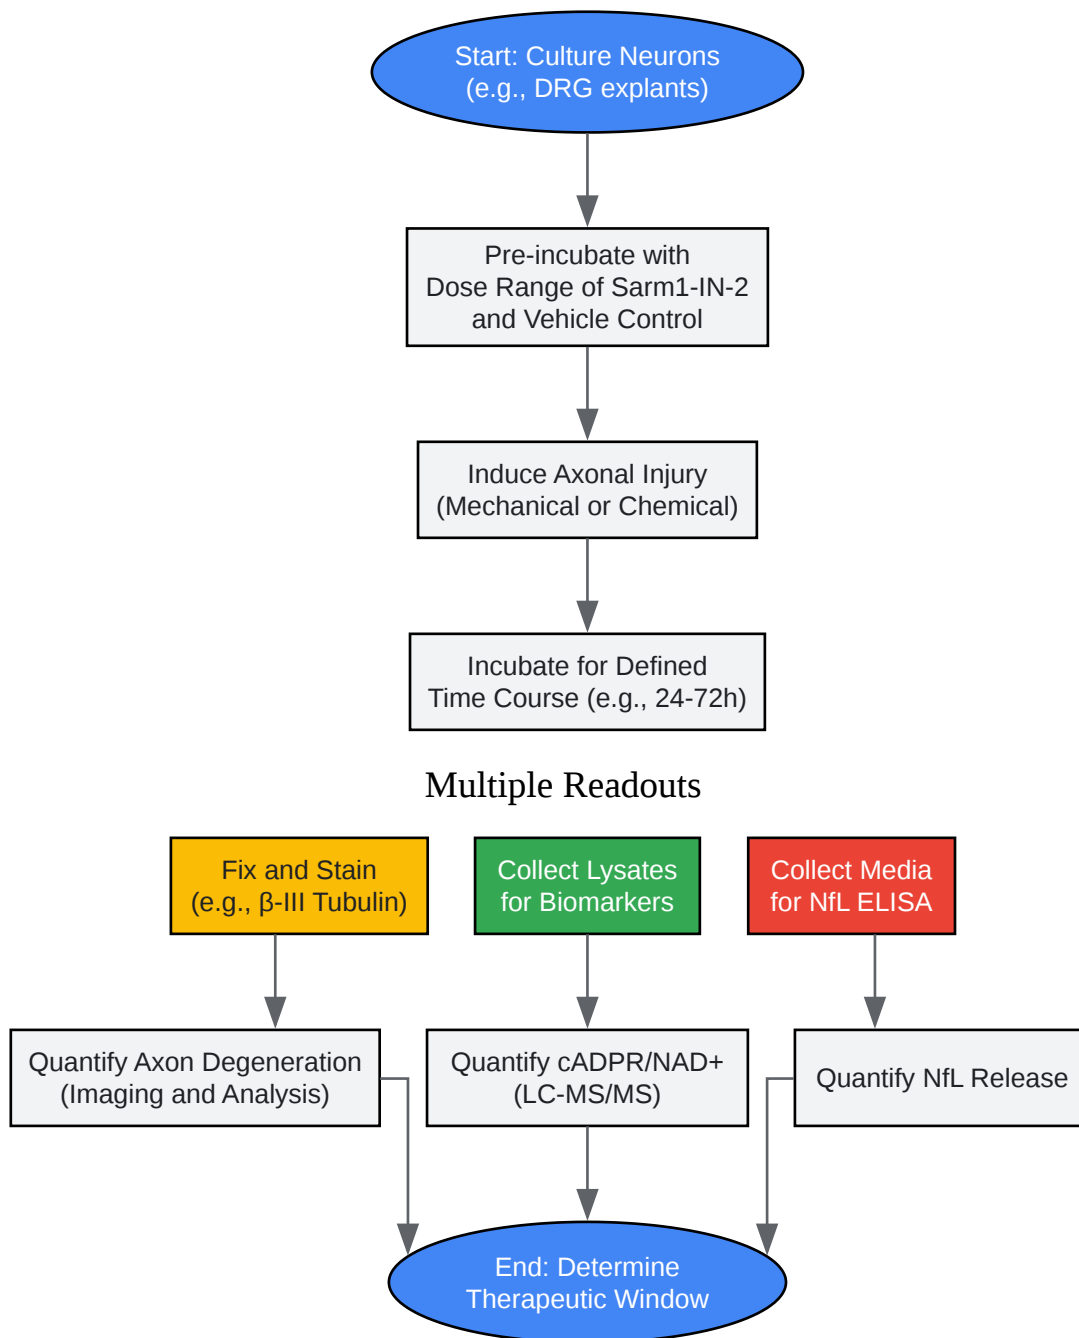 Start: Culture Neurons
(e.g., DRG explants)
Pre-incubate with
Dose Range of Sarm1-IN-2
and Vehicle Control
Induce Axonal Injury
(Mechanical or Chemical)
Incubate for Defined
Time Course (e.g., 24-72h)
Multiple Readouts
Fix and Stain
(e.g., β-III Tubulin)
Collect Lysates
for Biomarkers
Collect Media
for NfL ELISA
Quantify Axon Degeneration
(Imaging and Analysis)
Quantify cADPR/NAD+
(LC-MS/MS)
Quantify NfL Release
End: Determine
Therapeutic Window